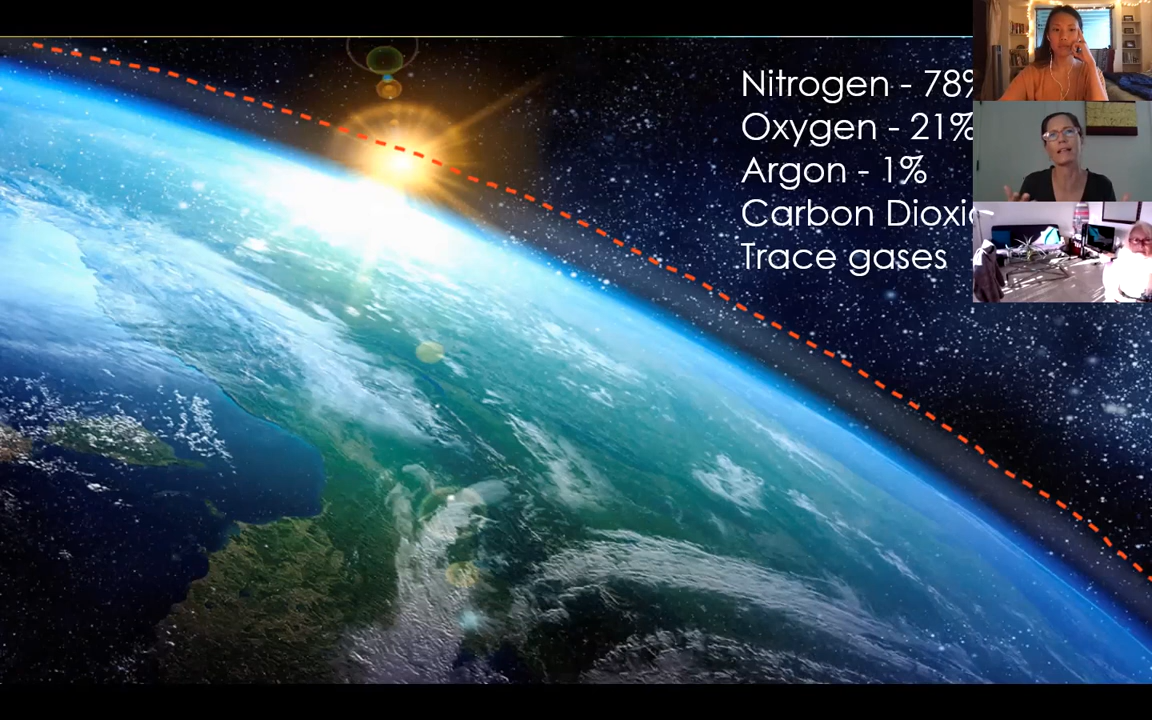 Nitrogen - 78%
Oxygen - 21%
Argon - 1%
Carbon
Trace gases